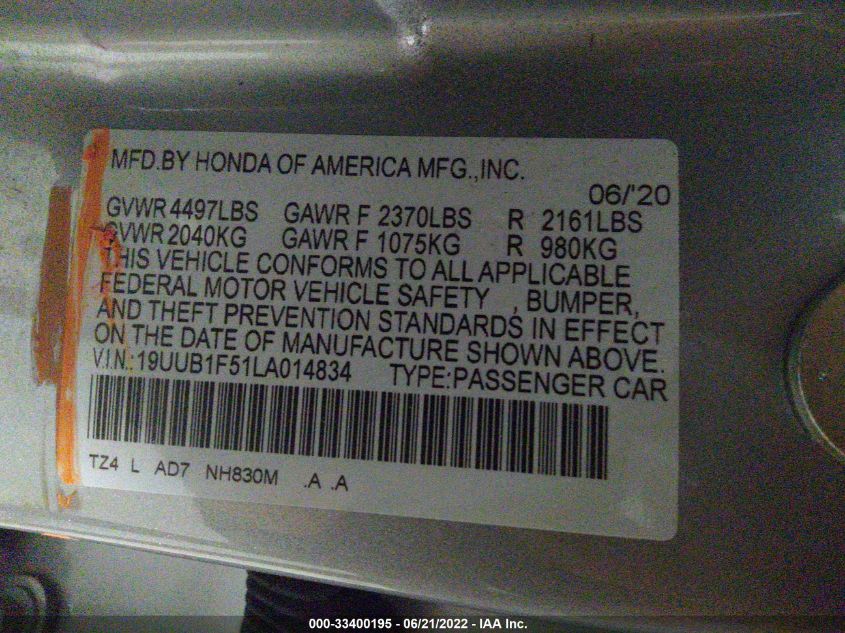 MFD.BY HONDA OF AMERICA MFG.,INC.
06/'20
GVWR 4497LBS GAWR F 2370LBS R 2161LBS
GVWR 2040KG GAWR F 1075KG R 980KG
THIS VEHICLE CONFORMS TO ALL APPLICABLE
FEDERAL MOTOR VEHICLE SAFETY , BUMPER,
AND THEFT PREVENTION STANDARDS IN EFFECT
ON THE DATE OF MANUFACTURE SHOWN ABOVE.
V.I.N.:19UUB1F51LA014834 TYPE:PASSENGER CAR
TZ4 L AD7 NH830M .A .A
000-33400195 - 06/21/2022 - IAA Inc.